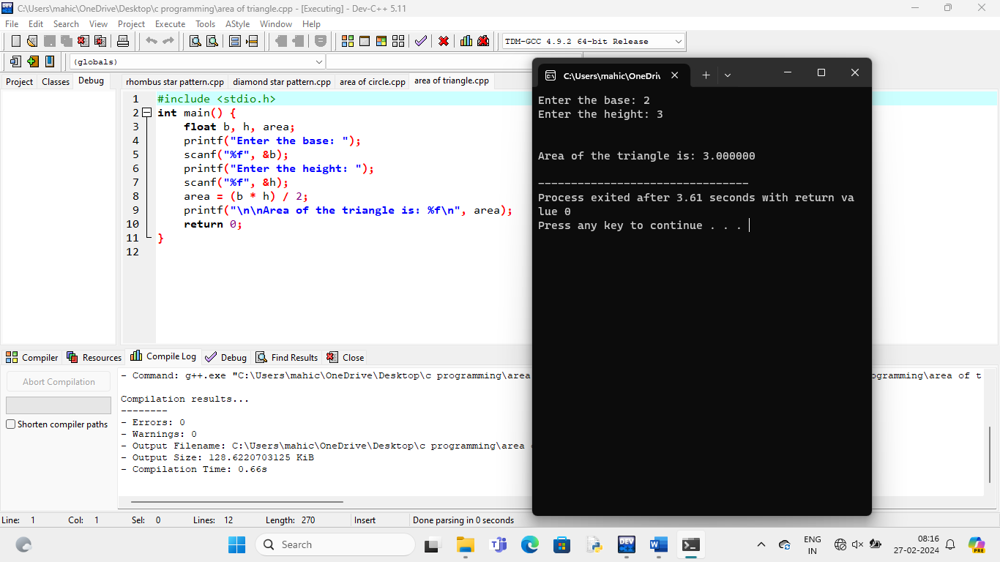 C:\Users\mahic\OneDrive\Desktop\c programming\area of triangle.cpp - [Executing] - Dev-C++ 5.11
File Edit Search View Project Execute Tools AStyle Window Help
TDM-GCC 4.9.2 64-bit Release
(globals)
Project Classes Debug
rhombus star pattern.cpp diamond star pattern.cpp area of circle.cpp area of triangle.cpp
1 #include <stdio.h>
2 int main() {
3 float b, h, area;
4 printf("Enter the base: ");
5 scanf("%f", &b);
6 printf("Enter the height: ");
7 scanf("%f", &h);
8 area = (b * h) / 2;
9 printf("\n\nArea of the triangle is: %f\n", area);
10 return 0;
11 }
12
C:\Users\mahic\OneDri
Enter the base: 2
Enter the height: 3
Area of the triangle is: 3.000000
--------------------------------
Process exited after 3.61 seconds with return va
lue 0
Press any key to continue . . .
Compiler Resources Compile Log Debug Find Results Close
Abort Compilation
Shorten compiler paths
- Command: g++.exe "C:\Users\mahic\OneDrive\Desktop\c programming\area ogramming\area of t
Compilation results...
--------
- Errors: 0
- Warnings: 0
- Output Filename: C:\Users\mahic\OneDrive\Desktop\c programming\area
- Output Size: 128.6220703125 KiB
- Compilation Time: 0.66s
Line: 1 Col: 1 Sel: 0 Lines: 12 Length: 270 Insert Done parsing in 0 seconds
Search
DEV
W
PRE
ENG
IN
08:16
27-02-2024